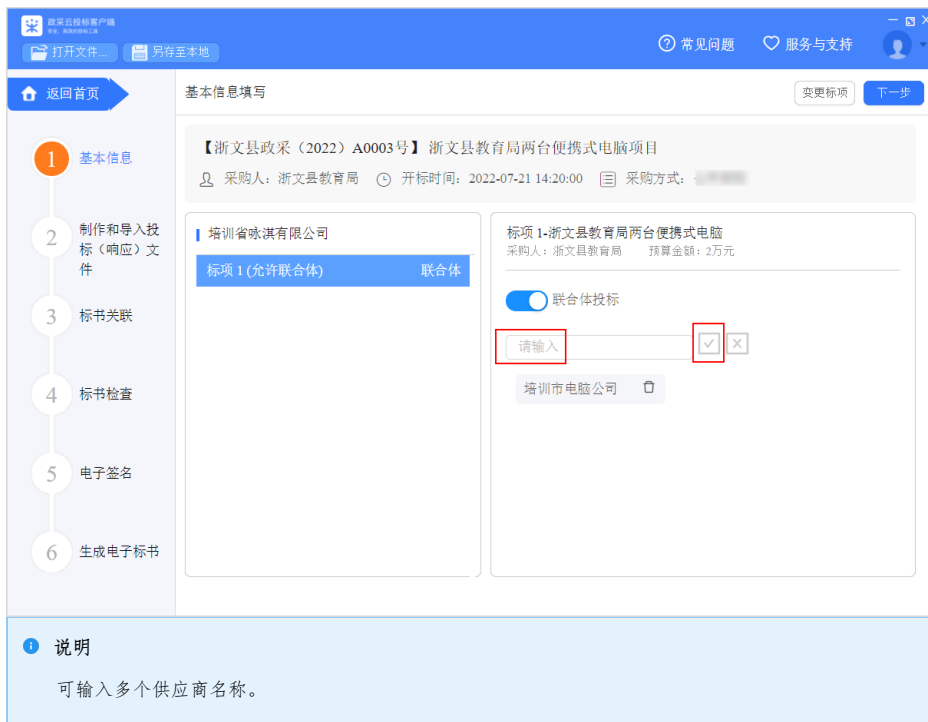 政采云投标客户端
打开文件... 另存至本地
常见问题 服务与支持
返回首页
基本信息填写
变更标项 下一步
1 基本信息
2 制作和导入投标（响应）文件
3 标书关联
4 标书检查
5 电子签名
6 生成电子标书
【浙文县政采（2022）A0003号】浙文县教育局两台便携式电脑项目
采购人：浙文县教育局 开标时间：2022-07-21 14:20:00 采购方式：
培训省咏淇有限公司
标项 1 (允许联合体) 联合体
标项 1-浙文县教育局两台便携式电脑
采购人：浙文县教育局 预算金额：2万元
联合体投标
请输入
培训市电脑公司
说明
可输入多个供应商名称。